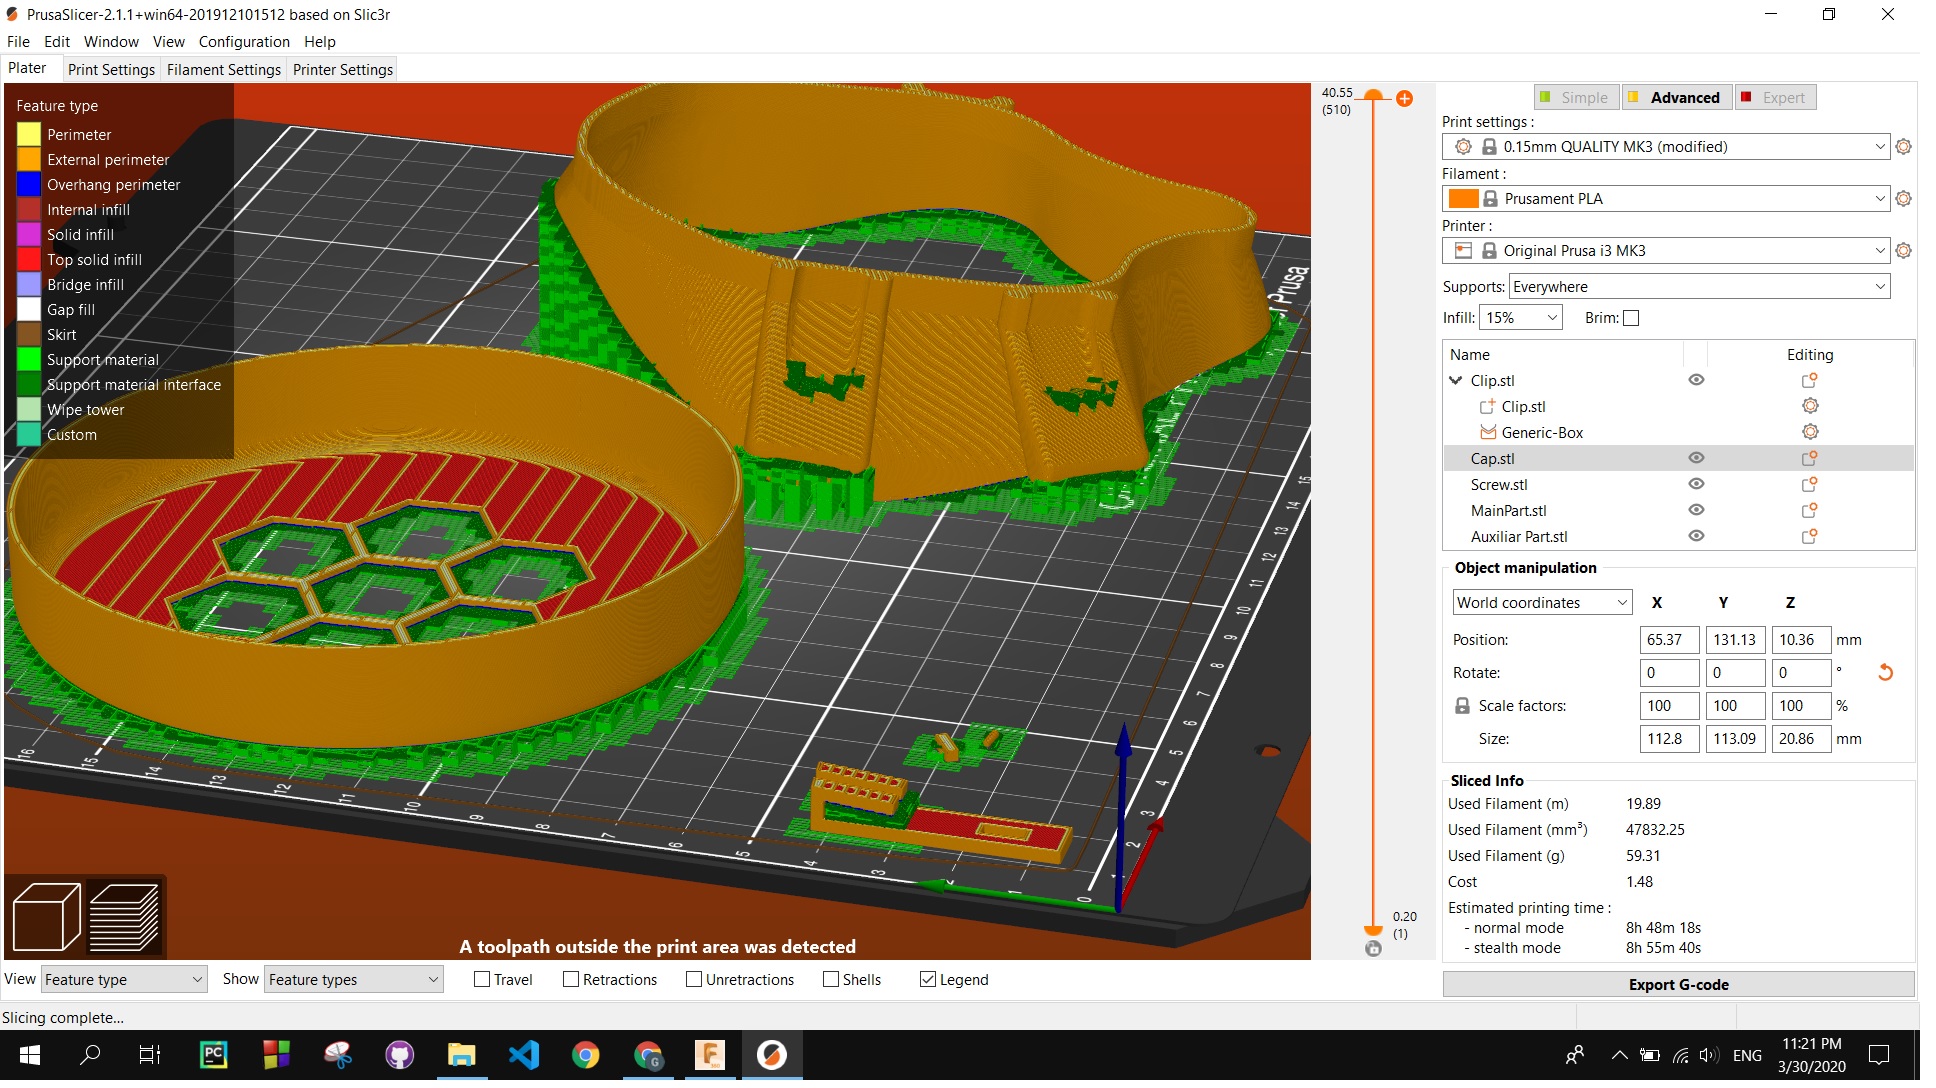 PrusaSlicer-2.1.1+win64-201912101512 based on Slic3r
File Edit Window View Configuration Help
Plater Print Settings Filament Settings Printer Settings
Feature type
Perimeter
External perimeter
Overhang perimeter
Internal infill
Solid infill
Top solid infill
Bridge infill
Gap fill
Skirt
Support material
Support material interface
Wipe tower
Custom
Prusa
16
15
14
13
12
11
10
9
8
7
6
5
4
3
2
1
0
1
2
3
4
5
6
7
8
9
10
11
12
13
14
15
A toolpath outside the print area was detected
40.55
(510)
0.20
(1)
Simple Advanced Expert
Print settings :
0.15mm QUALITY MK3 (modified)
Filament :
Prusament PLA
Printer :
Original Prusa i3 MK3
Supports: Everywhere
Infill: 15% Brim:
Name Editing
Clip.stl
Clip.stl
Generic-Box
Cap.stl
Screw.stl
MainPart.stl
Auxiliar Part.stl
Object manipulation
World coordinates X Y Z
Position: 65.37 131.13 10.36 mm
Rotate: 0 0 0 °
Scale factors: 100 100 100 %
Size: 112.8 113.09 20.86 mm
Sliced Info
Used Filament (m) 19.89
Used Filament (mm³) 47832.25
Used Filament (g) 59.31
Cost 1.48
Estimated printing time :
- normal mode 8h 48m 18s
- stealth mode 8h 55m 40s
Export G-code
View Feature type Show Feature types Travel Retractions Unretractions Shells Legend
Slicing complete...
PC G F ENG
11:21 PM
3/30/2020